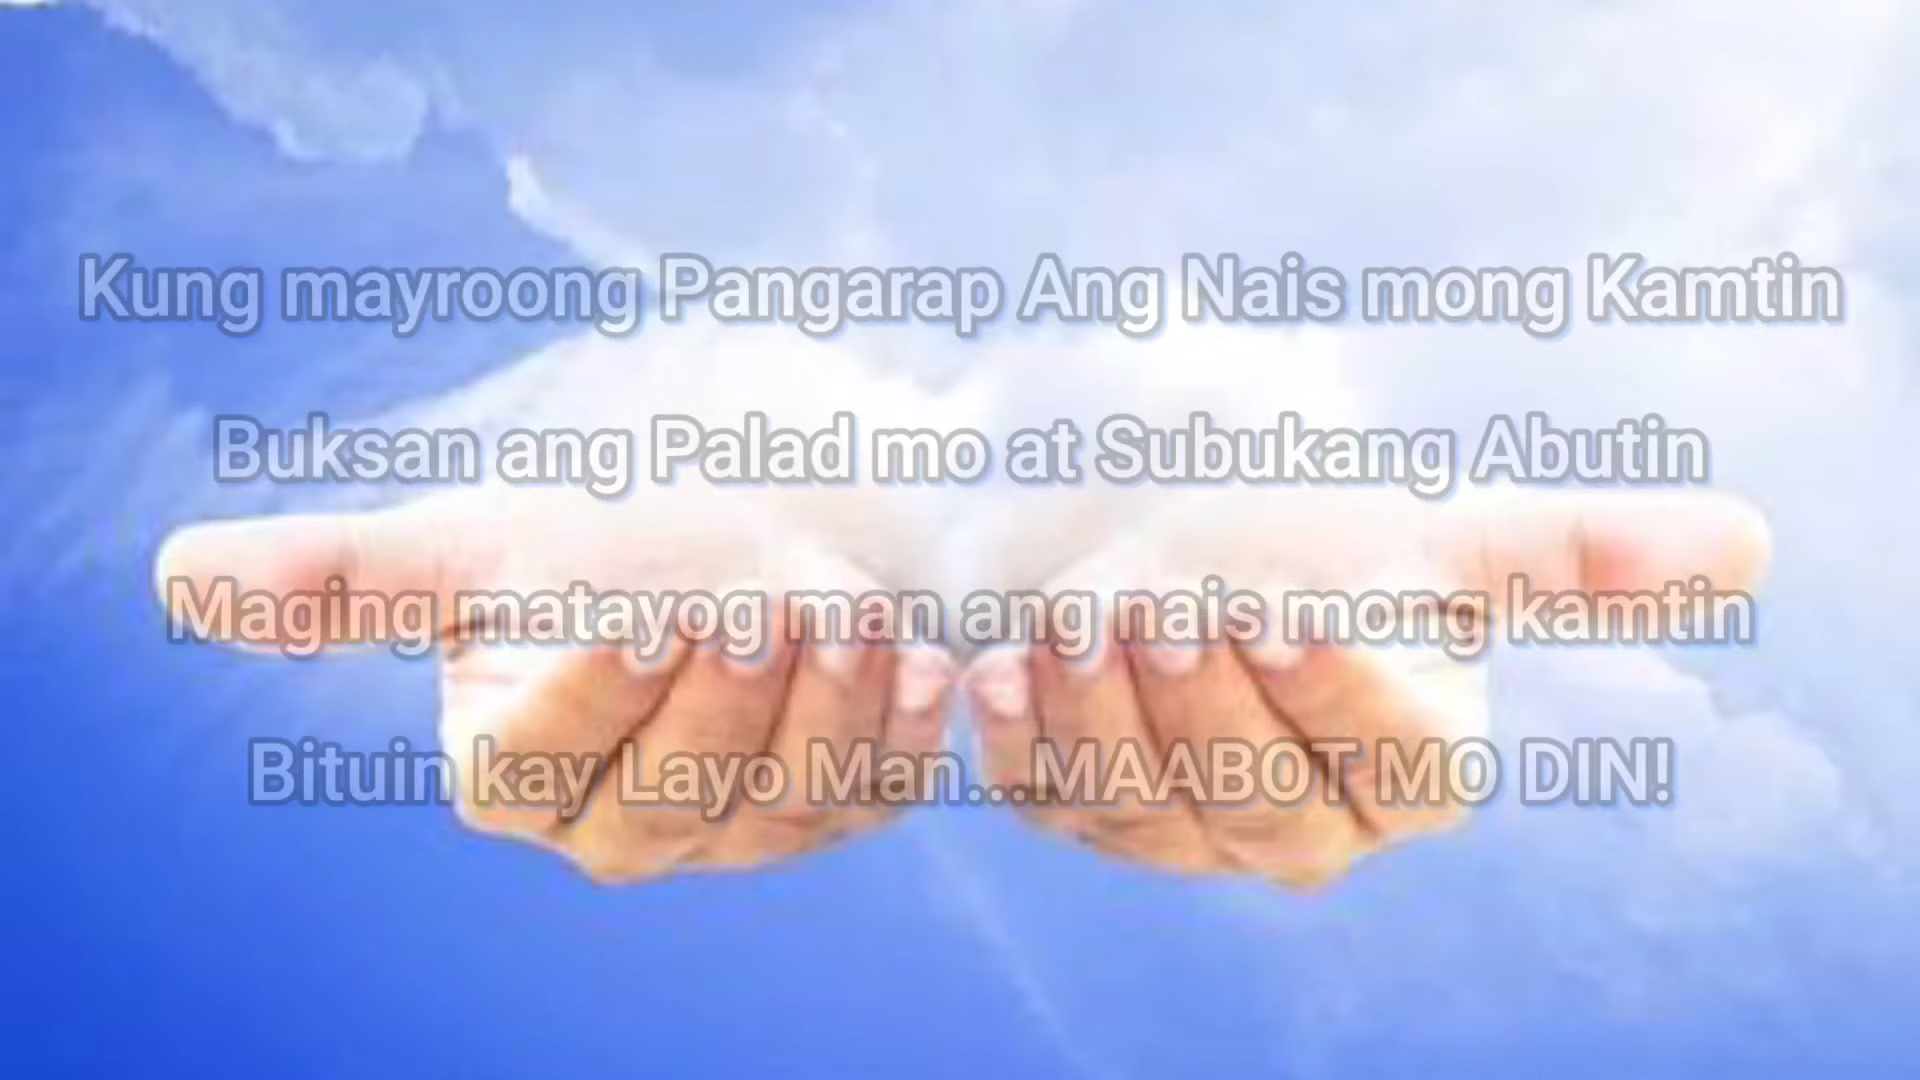 Kung mayroong Pangarap Ang Nais mong Kamtin
Buksan ang Palad mo at Subukang Abutin
Maging matayog man ang nais mong kamtin
Bituin kay Layo Man...MAABOT MO DIN!